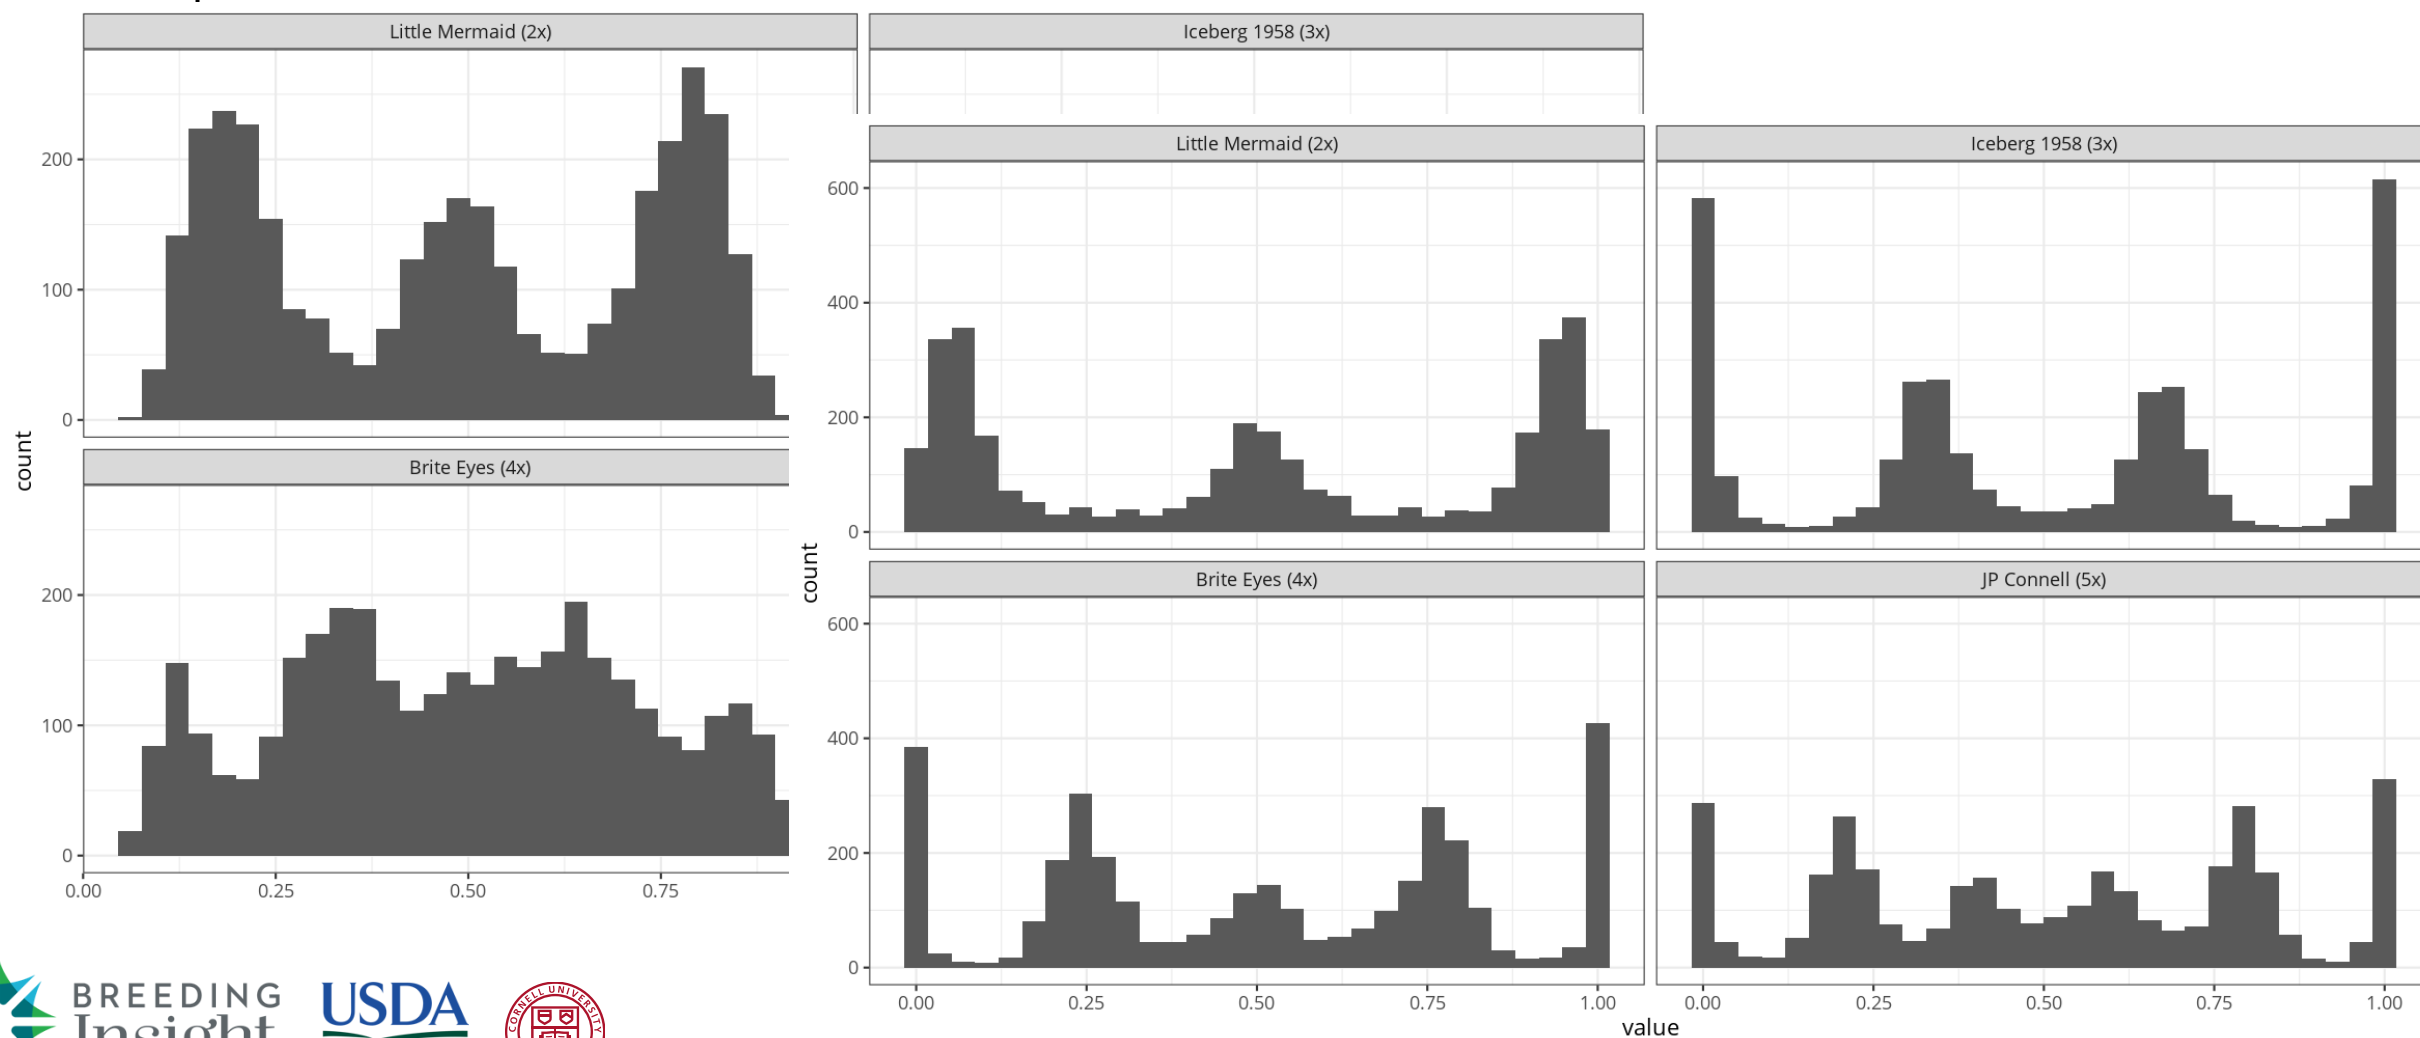 Little Mermaid (2x)
Iceberg 1958 (3x)
200
100
0
count
Brite Eyes (4x)
200
100
0
0.00 0.25 0.50 0.75
Little Mermaid (2x)
Iceberg 1958 (3x)
600
400
200
0
count
Brite Eyes (4x)
JP Connell (5x)
600
400
200
0
0.00 0.25 0.50 0.75 1.00
0.00 0.25 0.50 0.75 1.00
value
BREEDING
Insight
USDA
CORNELL UNIVERSITY